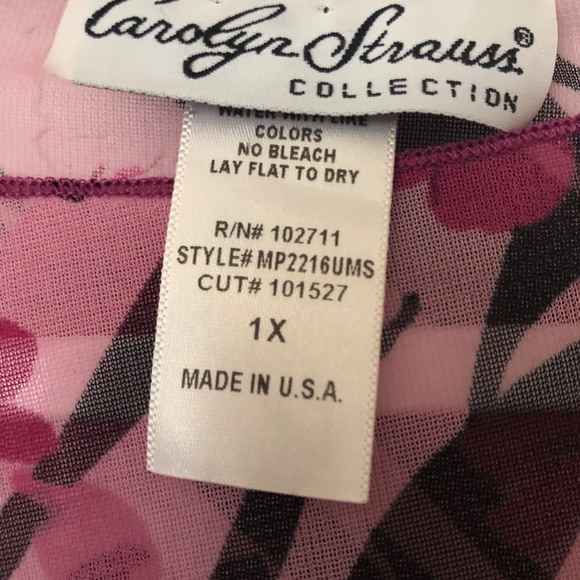 Carolyn Strauss®
COLLECTION
WATER WITH LIKE
COLORS
NO BLEACH
LAY FLAT TO DRY
R/N# 102711
STYLE# MP2216UMS
CUT# 101527
1X
MADE IN U.S.A.